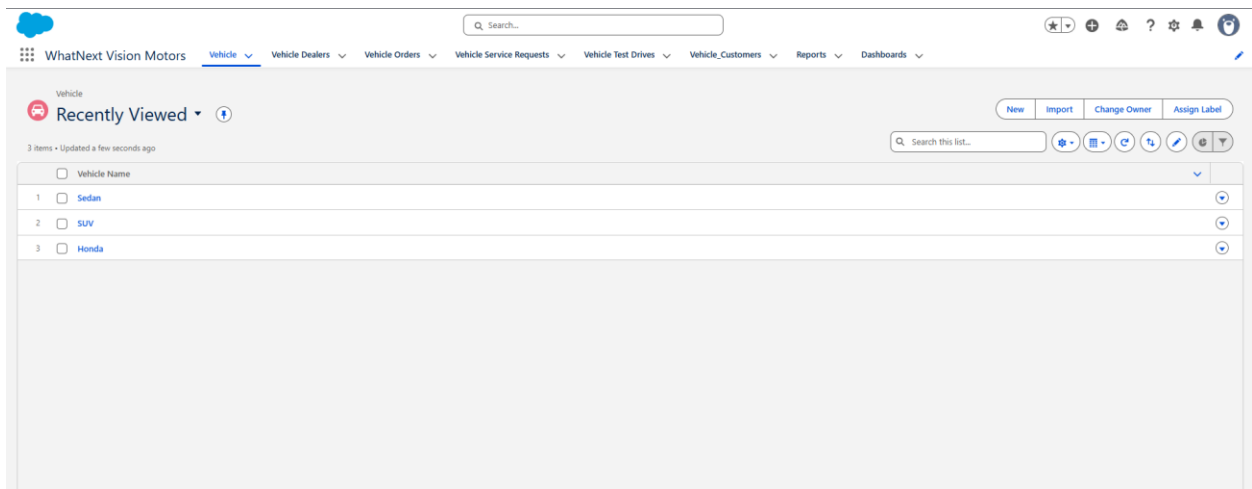 Search...
WhatNext Vision Motors Vehicle Vehicle Dealers Vehicle Orders Vehicle Service Requests Vehicle Test Drives Vehicle_Customers Reports Dashboards
Vehicle
Recently Viewed
New Import Change Owner Assign Label
3 items • Updated a few seconds ago
Search this list...
Vehicle Name
1 Sedan
2 SUV
3 Honda